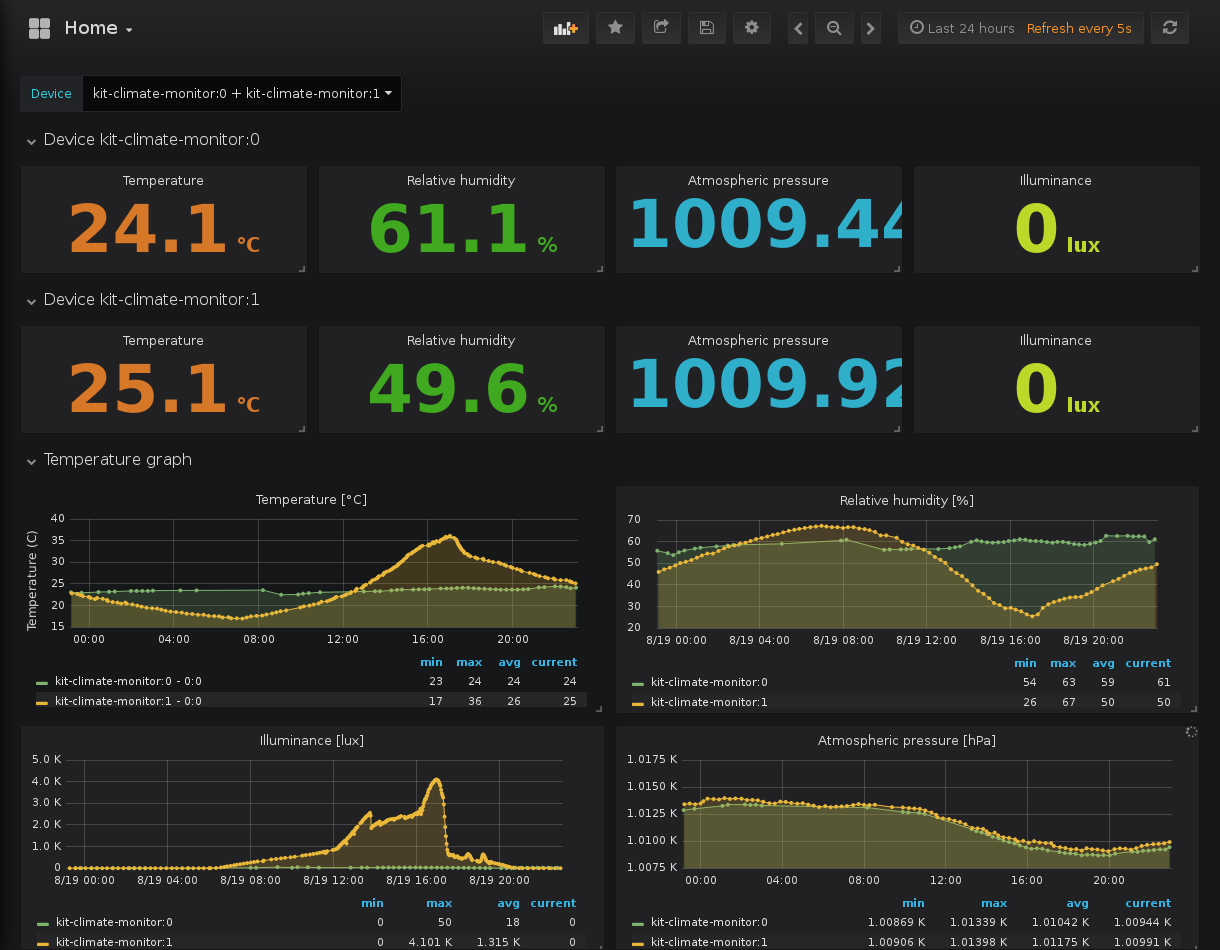 Home
Last 24 hours Refresh every 5s
Device kit-climate-monitor:0 + kit-climate-monitor:1
Device kit-climate-monitor:0
Temperature Relative humidity Atmospheric pressure Illuminance
24.1 °C 61.1 % 1009.44 0 lux
Device kit-climate-monitor:1
Temperature Relative humidity Atmospheric pressure Illuminance
25.1 °C 49.6 % 1009.92 0 lux
Temperature graph
Temperature [°C]
Temperature (C)
40
35
30
25
20
15
00:00 04:00 08:00 12:00 16:00 20:00
min max avg current
kit-climate-monitor:0 - 0:0 23 24 24 24
kit-climate-monitor:1 - 0:0 17 36 26 25
Relative humidity [%]
70
60
50
40
30
20
8/19 00:00 8/19 04:00 8/19 08:00 8/19 12:00 8/19 16:00 8/19 20:00
min max avg current
kit-climate-monitor:0 54 63 59 61
kit-climate-monitor:1 26 67 50 50
Illuminance [lux]
5.0 K
4.0 K
3.0 K
2.0 K
1.0 K
0
8/19 00:00 8/19 04:00 8/19 08:00 8/19 12:00 8/19 16:00 8/19 20:00
min max avg current
kit-climate-monitor:0 0 50 18 0
kit-climate-monitor:1 0 4.101 K 1.315 K 0
Atmospheric pressure [hPa]
1.0175 K
1.0150 K
1.0125 K
1.0100 K
1.0075 K
00:00 04:00 08:00 12:00 16:00 20:00
min max avg current
kit-climate-monitor:0 1.00869 K 1.01339 K 1.01042 K 1.00944 K
kit-climate-monitor:1 1.00906 K 1.01398 K 1.01175 K 1.00991 K